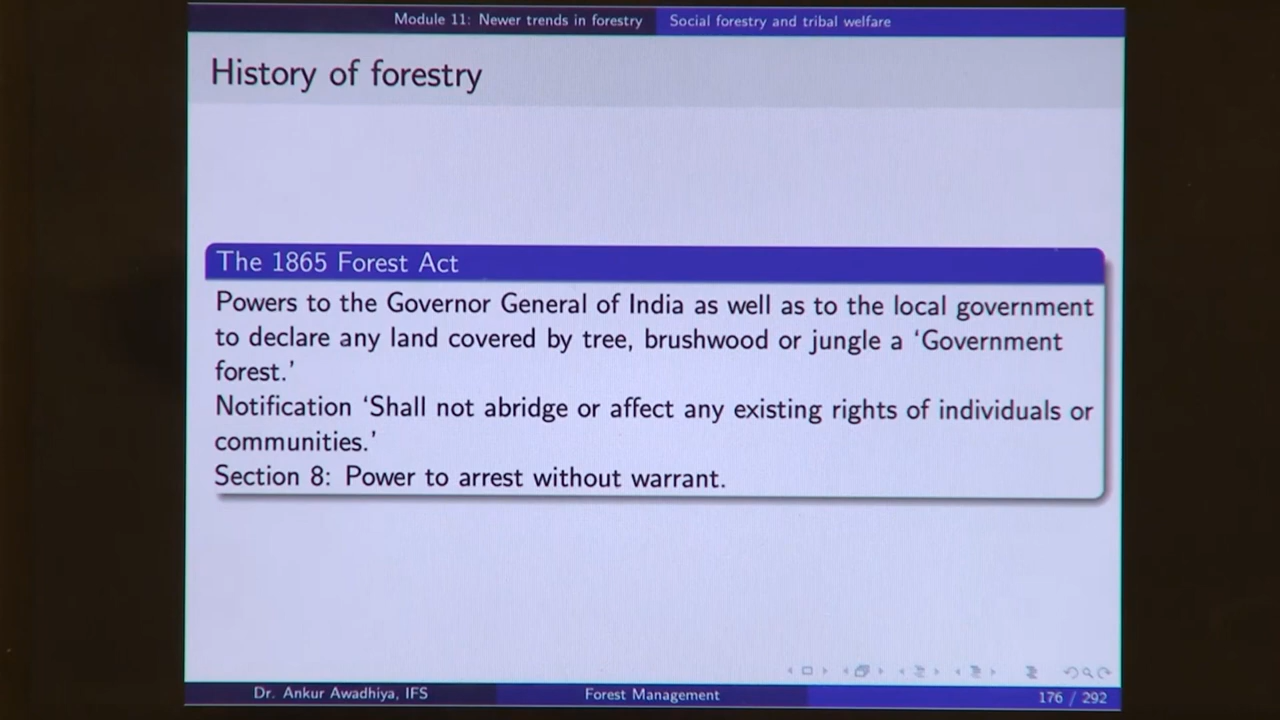 Module 11: Newer trends in forestry Social forestry and tribal welfare
History of forestry
The 1865 Forest Act
Powers to the Governor General of India as well as to the local government
to declare any land covered by tree, brushwood or jungle a ‘Government
forest.’
Notification ‘Shall not abridge or affect any existing rights of individuals or
communities.’
Section 8: Power to arrest without warrant.
Dr. Ankur Awadhiya, IFS Forest Management 176 / 292